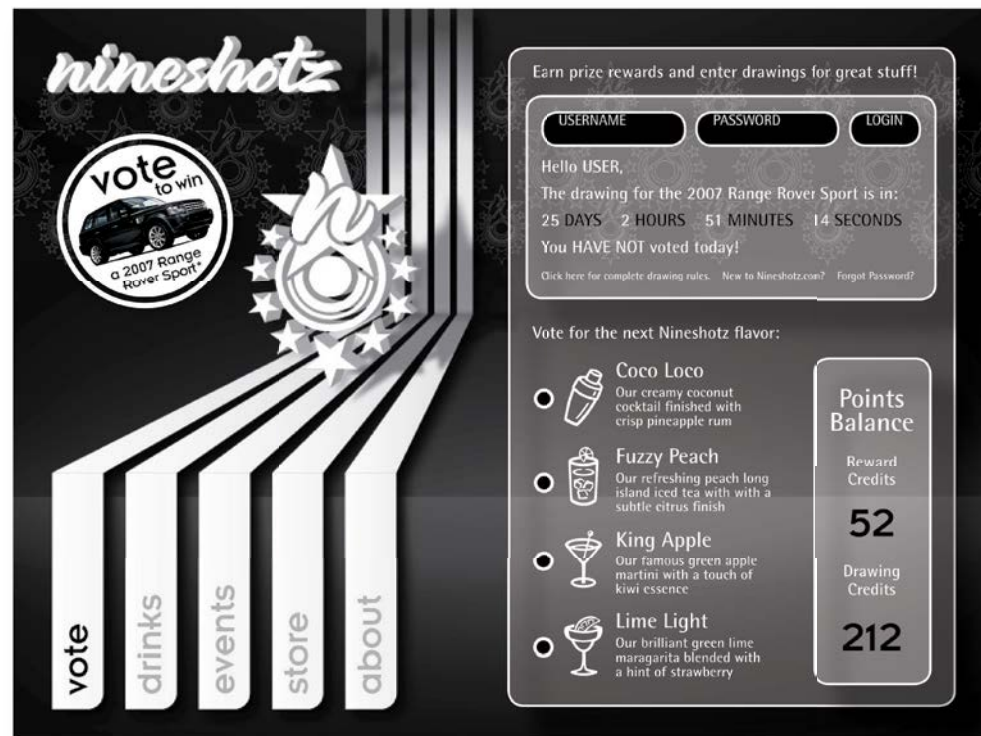 nineshotz
vote
to win
a 2007 Range
Rover Sport*
n
vote
drinks
events
store
about
Earn prize rewards and enter drawings for great stuff!
USERNAME PASSWORD LOGIN
Hello USER,
The drawing for the 2007 Range Rover Sport is in:
25 DAYS 2 HOURS 51 MINUTES 14 SECONDS
You HAVE NOT voted today!
Click here for complete drawing rules. New to Nineshotz.com? Forgot Password?
Vote for the next Nineshotz flavor:
Coco Loco
Our creamy coconut
cocktail finished with
crisp pineapple rum
Fuzzy Peach
Our refreshing peach long
island iced tea with with a
subtle citrus finish
King Apple
Our famous green apple
martini with a touch of
kiwi essence
Lime Light
Our brilliant green lime
maragarita blended with
a hint of strawberry
Points
Balance
Reward
Credits
52
Drawing
Credits
212